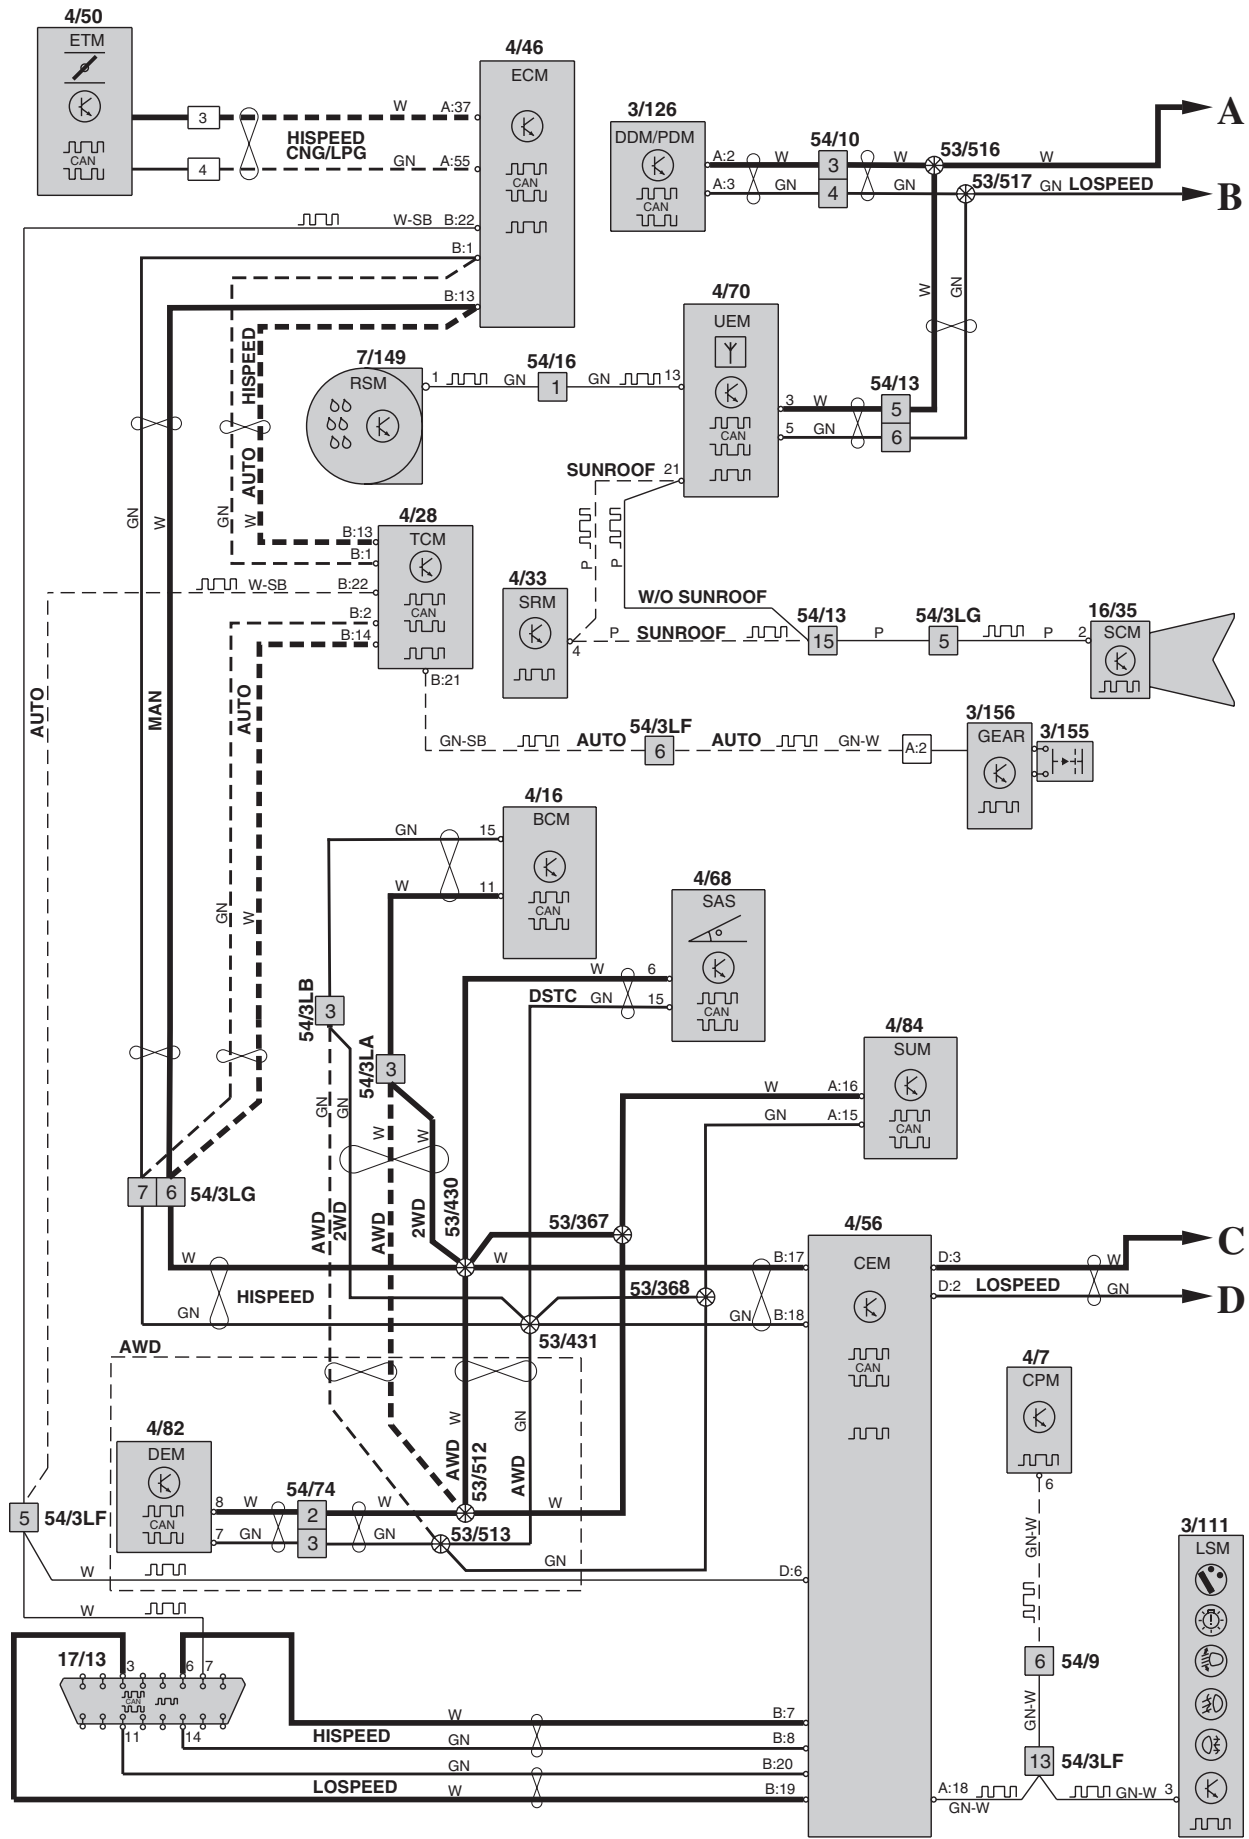 4/50
ETM
CAN
3
4
W
A:37
HISPEED
CNG/LPG
GN
A:55
4/46
ECM
CAN
W-SB
B:22
B:1
B:13
3/126
DDM/PDM
CAN
A:2
W
A:3
GN
54/10
3
4
W
GN
53/516
W
53/517
GN
LOSPEED
A
B
W
GN
HISPEED
AUTO
GN
W
GN
W
7/149
RSM
1
GN
54/16
1
GN
13
4/70
UEM
CAN
3
W
5
GN
54/13
5
6
SUNROOF
21
P
P
4/28
TCM
CAN
B:13
B:1
B:22
W-SB
B:2
B:14
B:21
4/33
SRM
4
P
SUNROOF
W/O SUNROOF
54/13
15
P
54/3LG
5
P
2
16/35
SCM
AUTO
MAN
AUTO
GN-SB
AUTO
54/3LF
6
AUTO
GN-W
A:2
3/156
GEAR
3/155
4/16
BCM
CAN
GN
15
W
11
GN
W
4/68
SAS
CAN
W
6
DSTC
GN
15
54/3LB
3
54/3LA
3
4/84
SUM
CAN
W
A:16
GN
A:15
GN
GN
W
W
7
6
54/3LG
AWD
2WD
AWD
2WD
53/430
53/367
W
W
HISPEED
GN
53/368
53/431
B:17
GN
B:18
4/56
CEM
CAN
D:3
W
D:2
LOSPEED
GN
C
D
AWD
4/82
DEM
CAN
8
W
7
GN
54/74
2
3
W
GN
AWD
W
53/512
AWD
GN
W
53/513
GN
4/7
CPM
6
GN-W
5
54/3LF
W
D:6
W
17/13
3
6
7
CAN
11
14
W
B:7
HISPEED
GN
B:8
GN
B:20
LOSPEED
W
B:19
6
54/9
GN-W
13
54/3LF
A:18
GN-W
GN-W
3
3/111
LSM